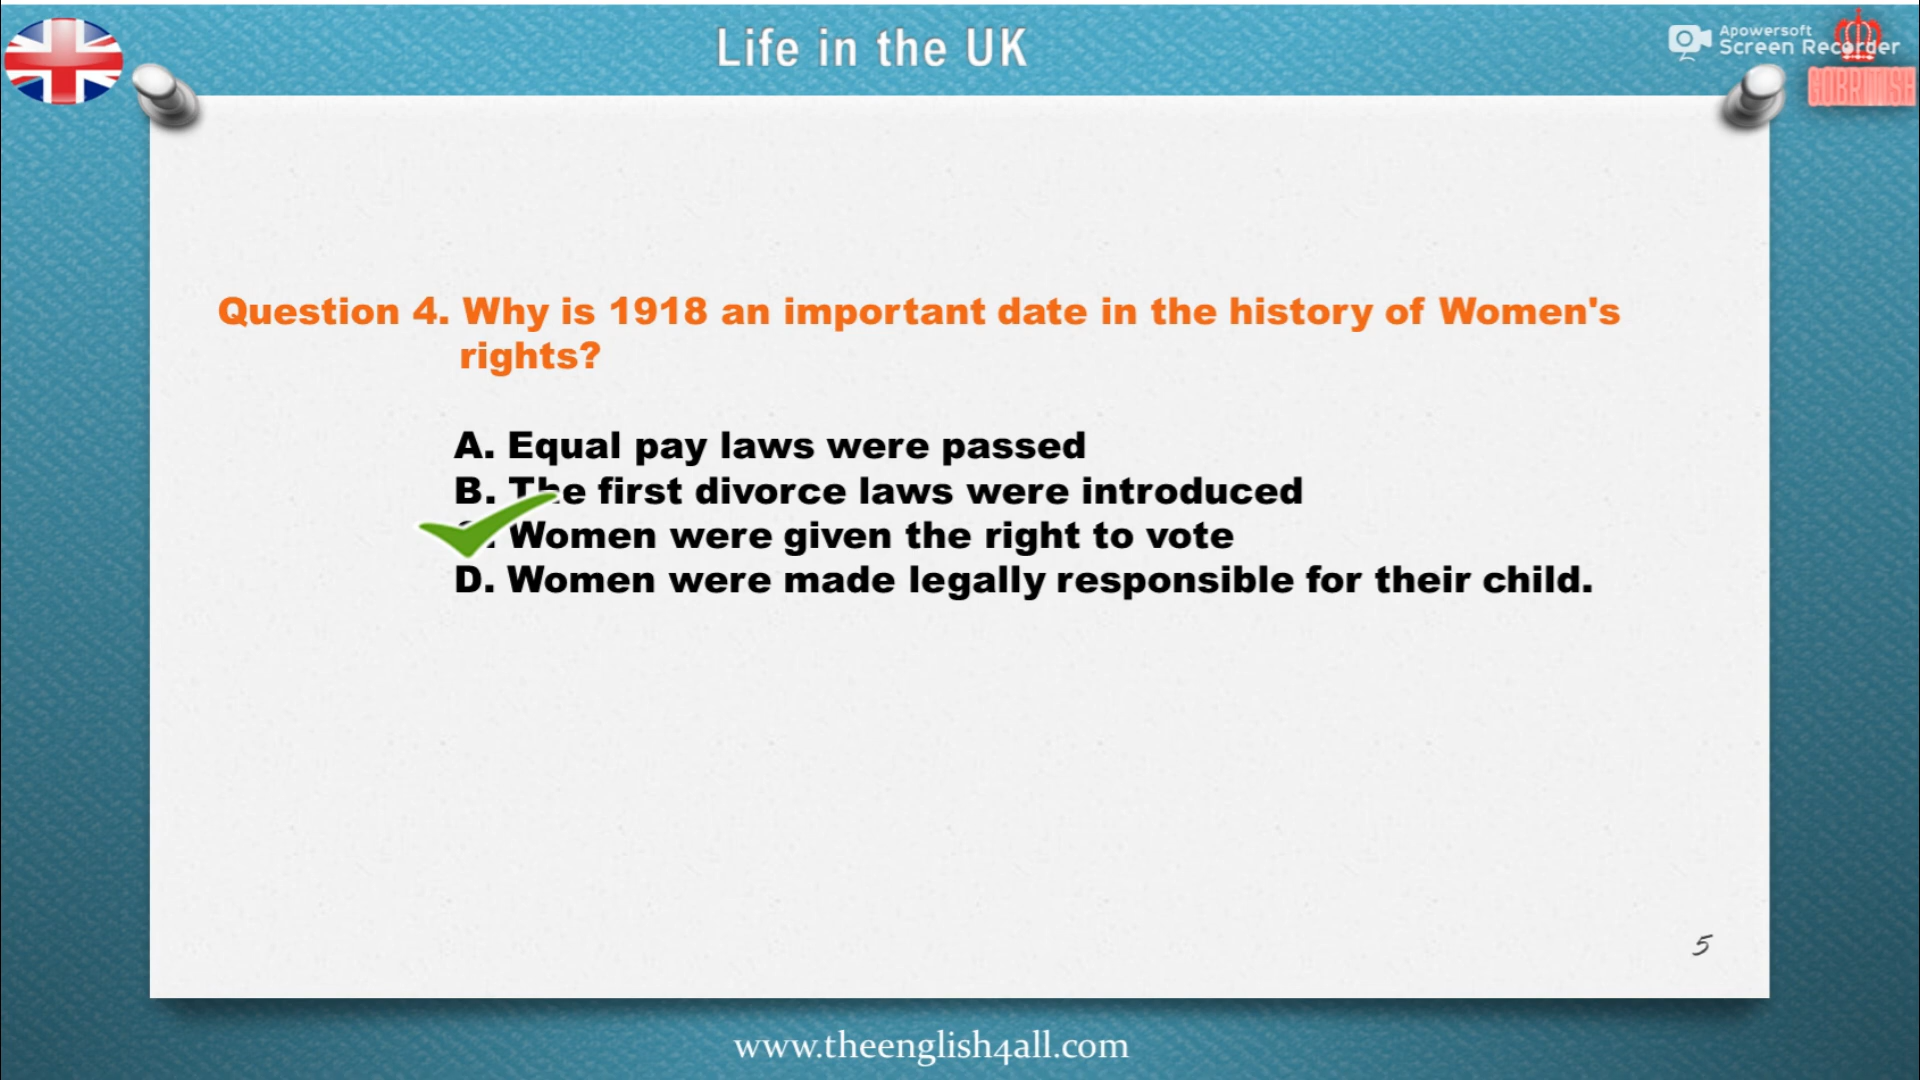 Life in the UK
Apowersoft
Screen Recorder
GOBRITISH
Question 4. Why is 1918 an important date in the history of Women's
rights?
A. Equal pay laws were passed
B. The first divorce laws were introduced
Women were given the right to vote
D. Women were made legally responsible for their child.
5
www.theenglish4all.com